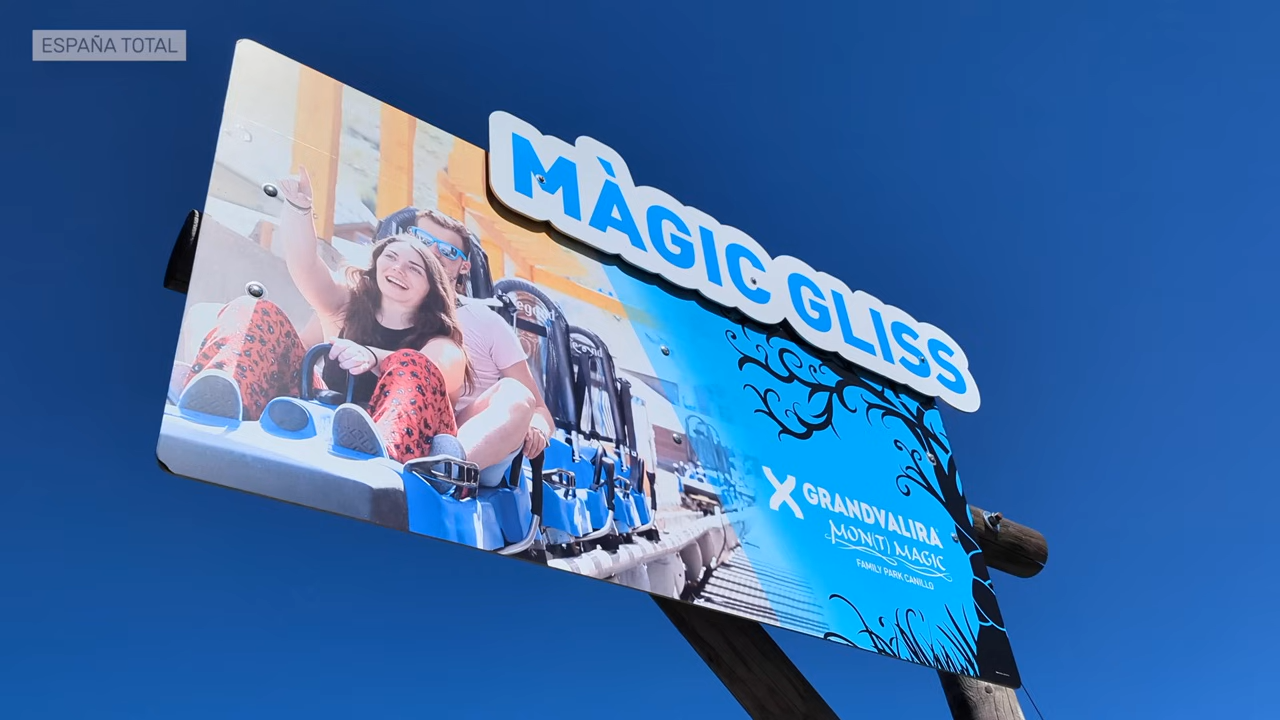 ESPAÑA TOTAL
MÀGIC GLISS
GRANDVALIRA
MON(T) MAGIC
FAMILY PARK CANILLO